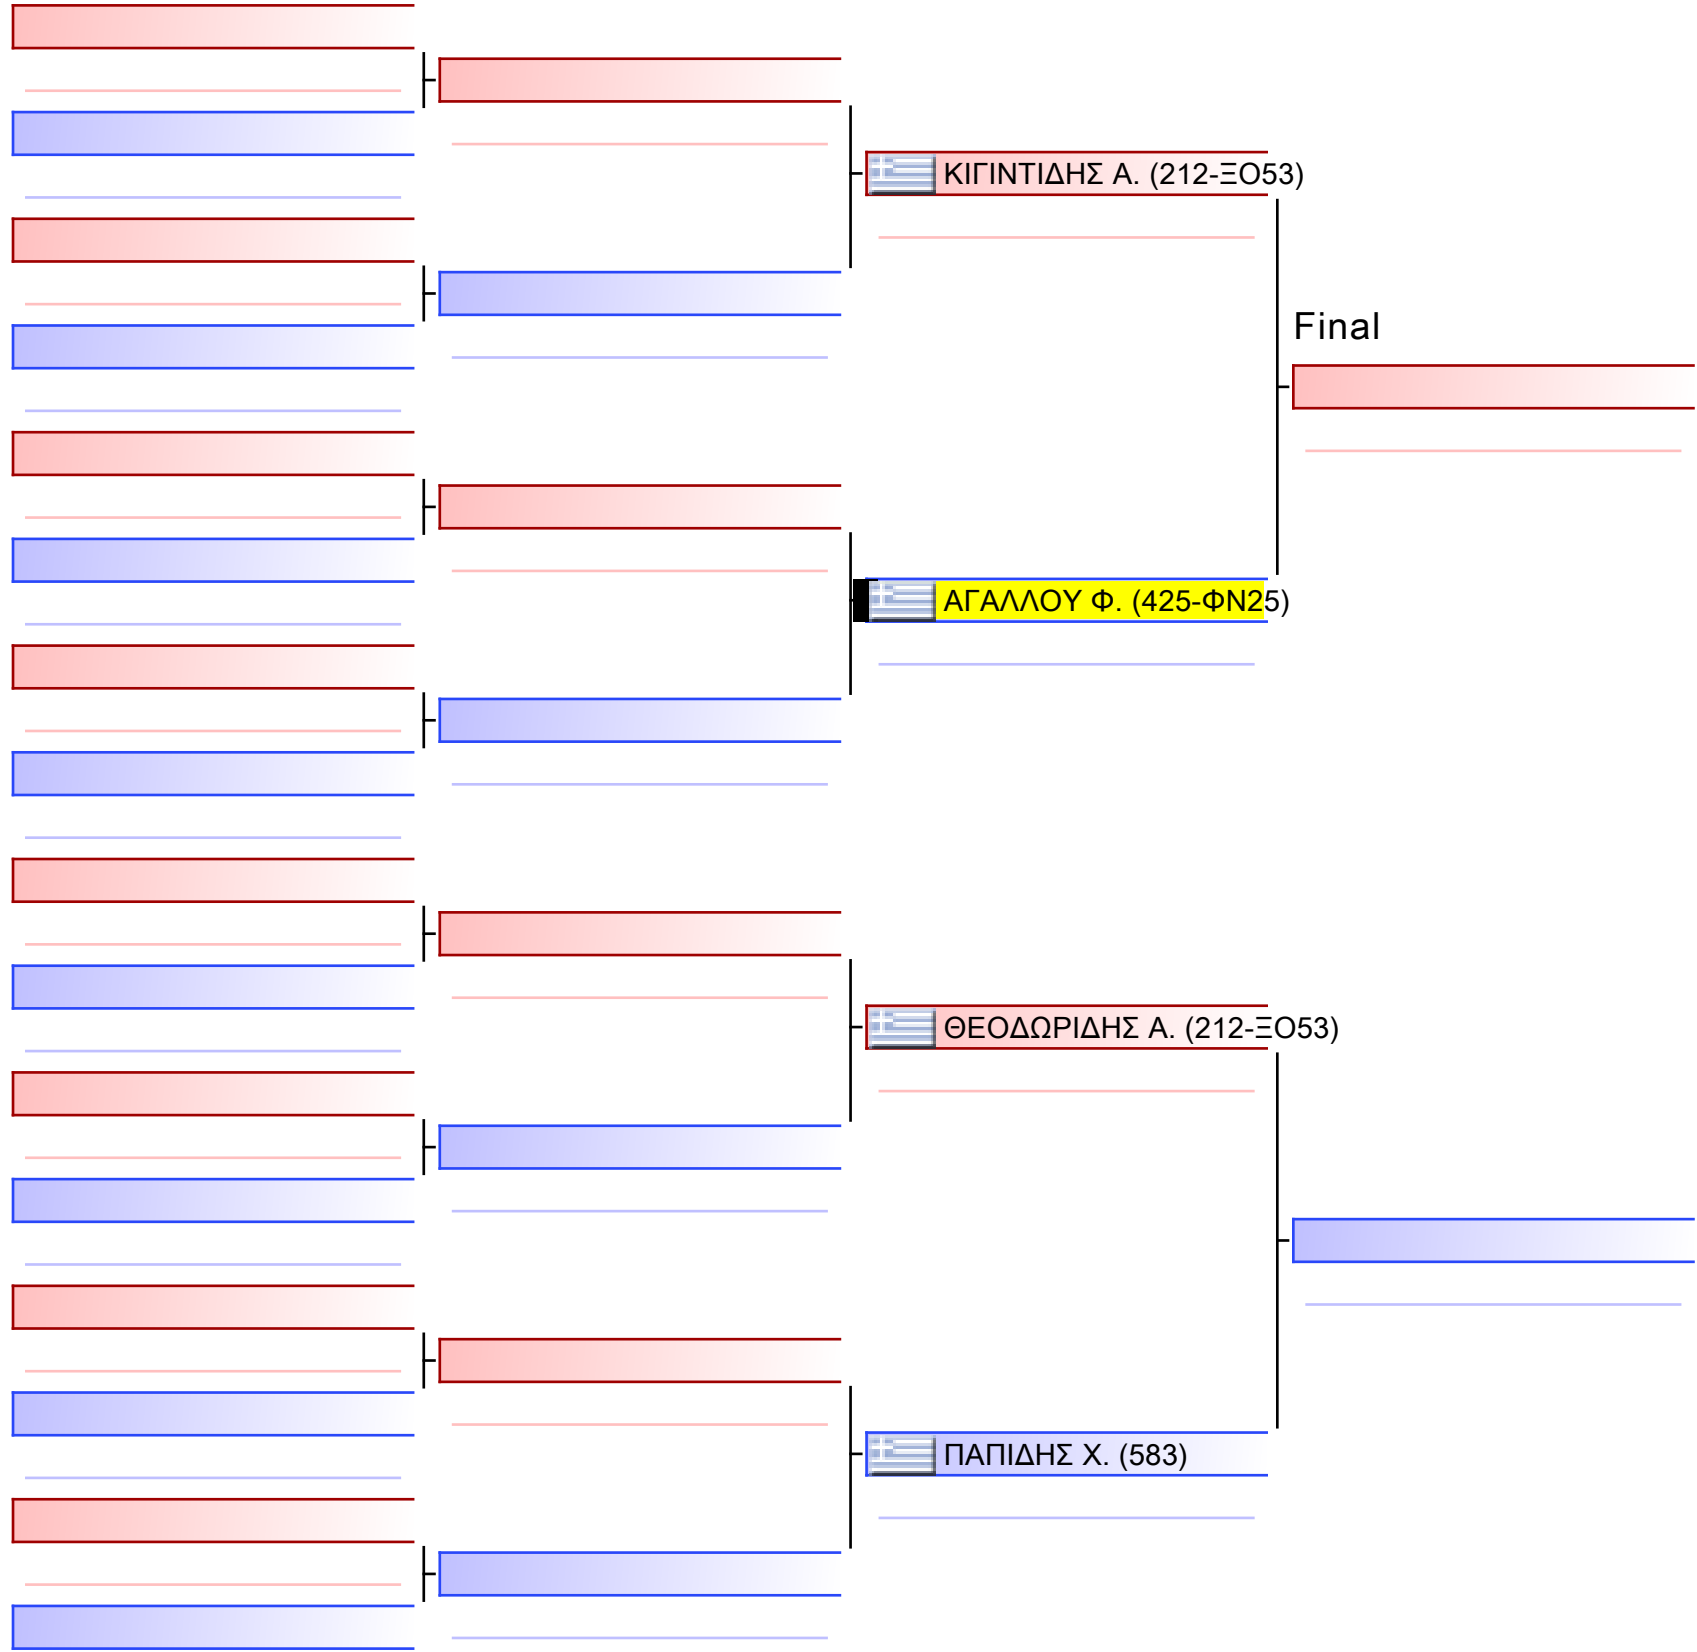 ΚΙΓΙΝΤΙΔΗΣ Α. (212-ΞΟ53)
Final
ΑΓΑΛΛΟΥ Φ. (425-ΦΝ25)
ΘΕΟΔΩΡΙΔΗΣ Α. (212-ΞΟ53)
ΠΑΠΙΔΗΣ Χ. (583)